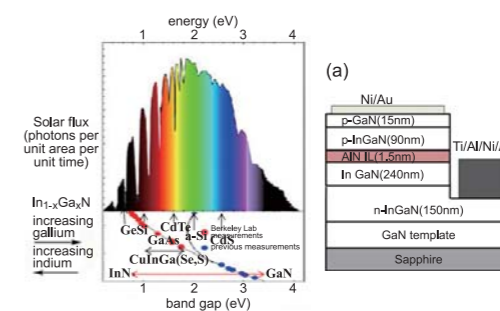 energy (eV)
1 2 3 4
Solar flux
(photons per
unit area per
unit time)
In1-xGaxN
increasing
gallium
increasing
indium
GeSi
CdTe
GaAs
a-Si
CdS
Berkeley Lab
measurements
previous measurements
CuInGa(Se,S)
InN
GaN
1 2 3 4
band gap (eV)
(a)
Ni/Au
p-GaN(15nm)
p-InGaN(90nm)
AlN IL(1.5nm)
In GaN(240nm)
Ti/Al/Ni/
n-InGaN(150nm)
GaN template
Sapphire